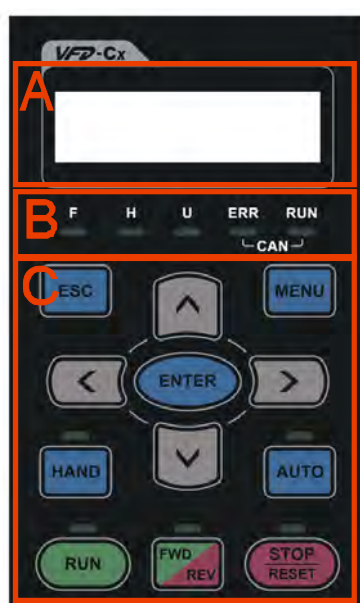 VFD-Cx
A
B
F H U ERR RUN
CAN
C
ESC MENU
ENTER
HAND AUTO
RUN FWD REV STOP RESET